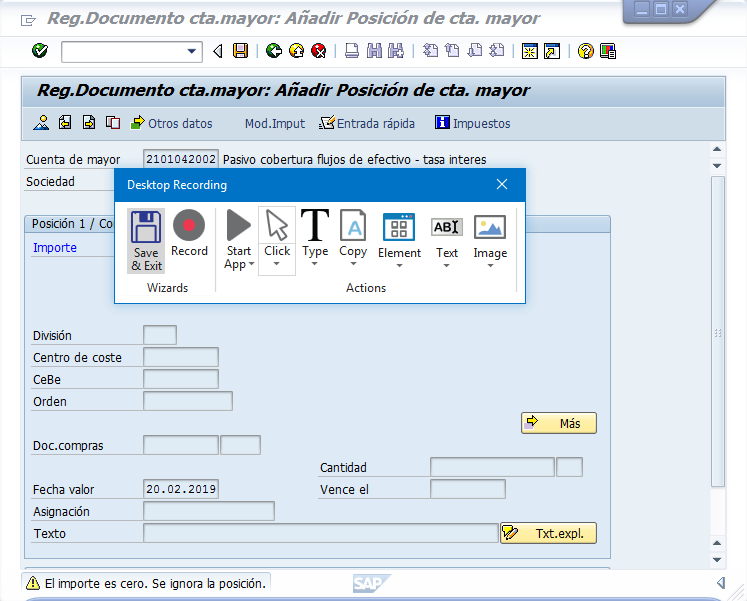 Reg.Documento cta.mayor: Añadir Posición de cta. mayor
Reg.Documento cta.mayor: Añadir Posición de cta. mayor
Otros datos Mod.Imput Entrada rápida Impuestos
Cuenta de mayor 2101042002 Pasivo cobertura flujos de efectivo - tasa interes
Sociedad
Desktop Recording
Save & Exit
Record
Start App
Click
Type
Copy
Element
Text
Image
Wizards Actions
Posición 1 / Co
Importe
División
Centro de coste
CeBe
Orden
Más
Doc.compras
Cantidad
Fecha valor 20.02.2019 Vence el
Asignación
Texto Txt.expl.
El importe es cero. Se ignora la posición. SAP